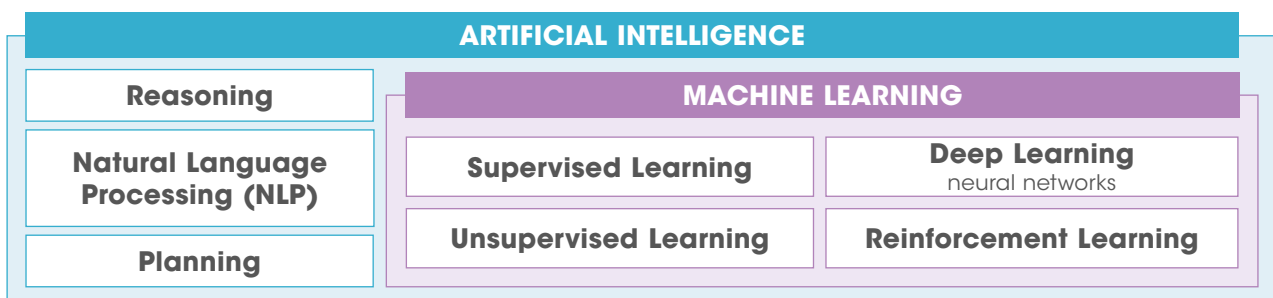 ARTIFICIAL INTELLIGENCE
Reasoning
Natural Language
Processing (NLP)
Planning
MACHINE LEARNING
Supervised Learning
Deep Learning
neural networks
Unsupervised Learning
Reinforcement Learning